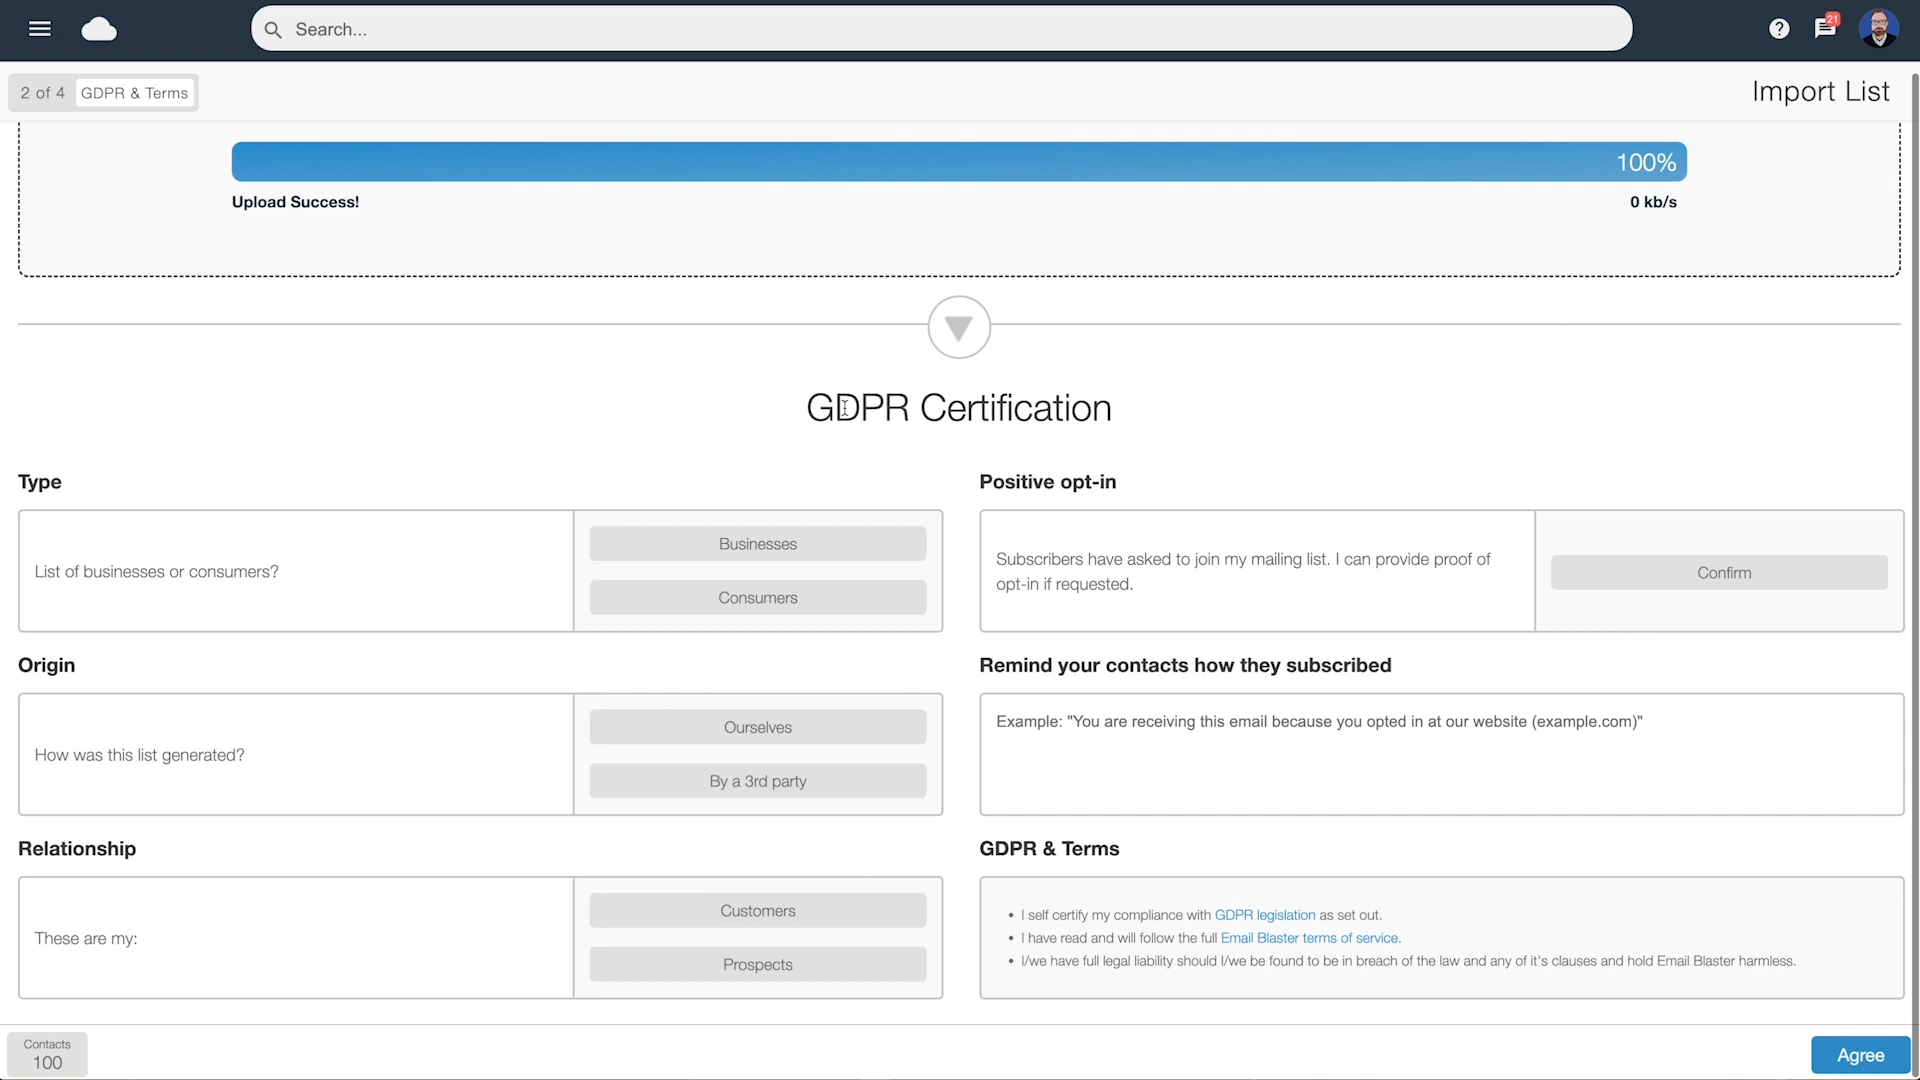 Search...
21
2 of 4 GDPR & Terms
Import List
100%
Upload Success!
0 kb/s
GDPR Certification
Type
List of businesses or consumers?
Businesses
Consumers
Positive opt-in
Subscribers have asked to join my mailing list. I can provide proof of
opt-in if requested.
Confirm
Origin
How was this list generated?
Ourselves
By a 3rd party
Remind your contacts how they subscribed
Example: "You are receiving this email because you opted in at our website (example.com)"
Relationship
These are my:
Customers
Prospects
GDPR & Terms
• I self certify my compliance with GDPR legislation as set out.
• I have read and will follow the full Email Blaster terms of service.
• I/we have full legal liability should I/we be found to be in breach of the law and any of it's clauses and hold Email Blaster harmless.
Contacts
100
Agree